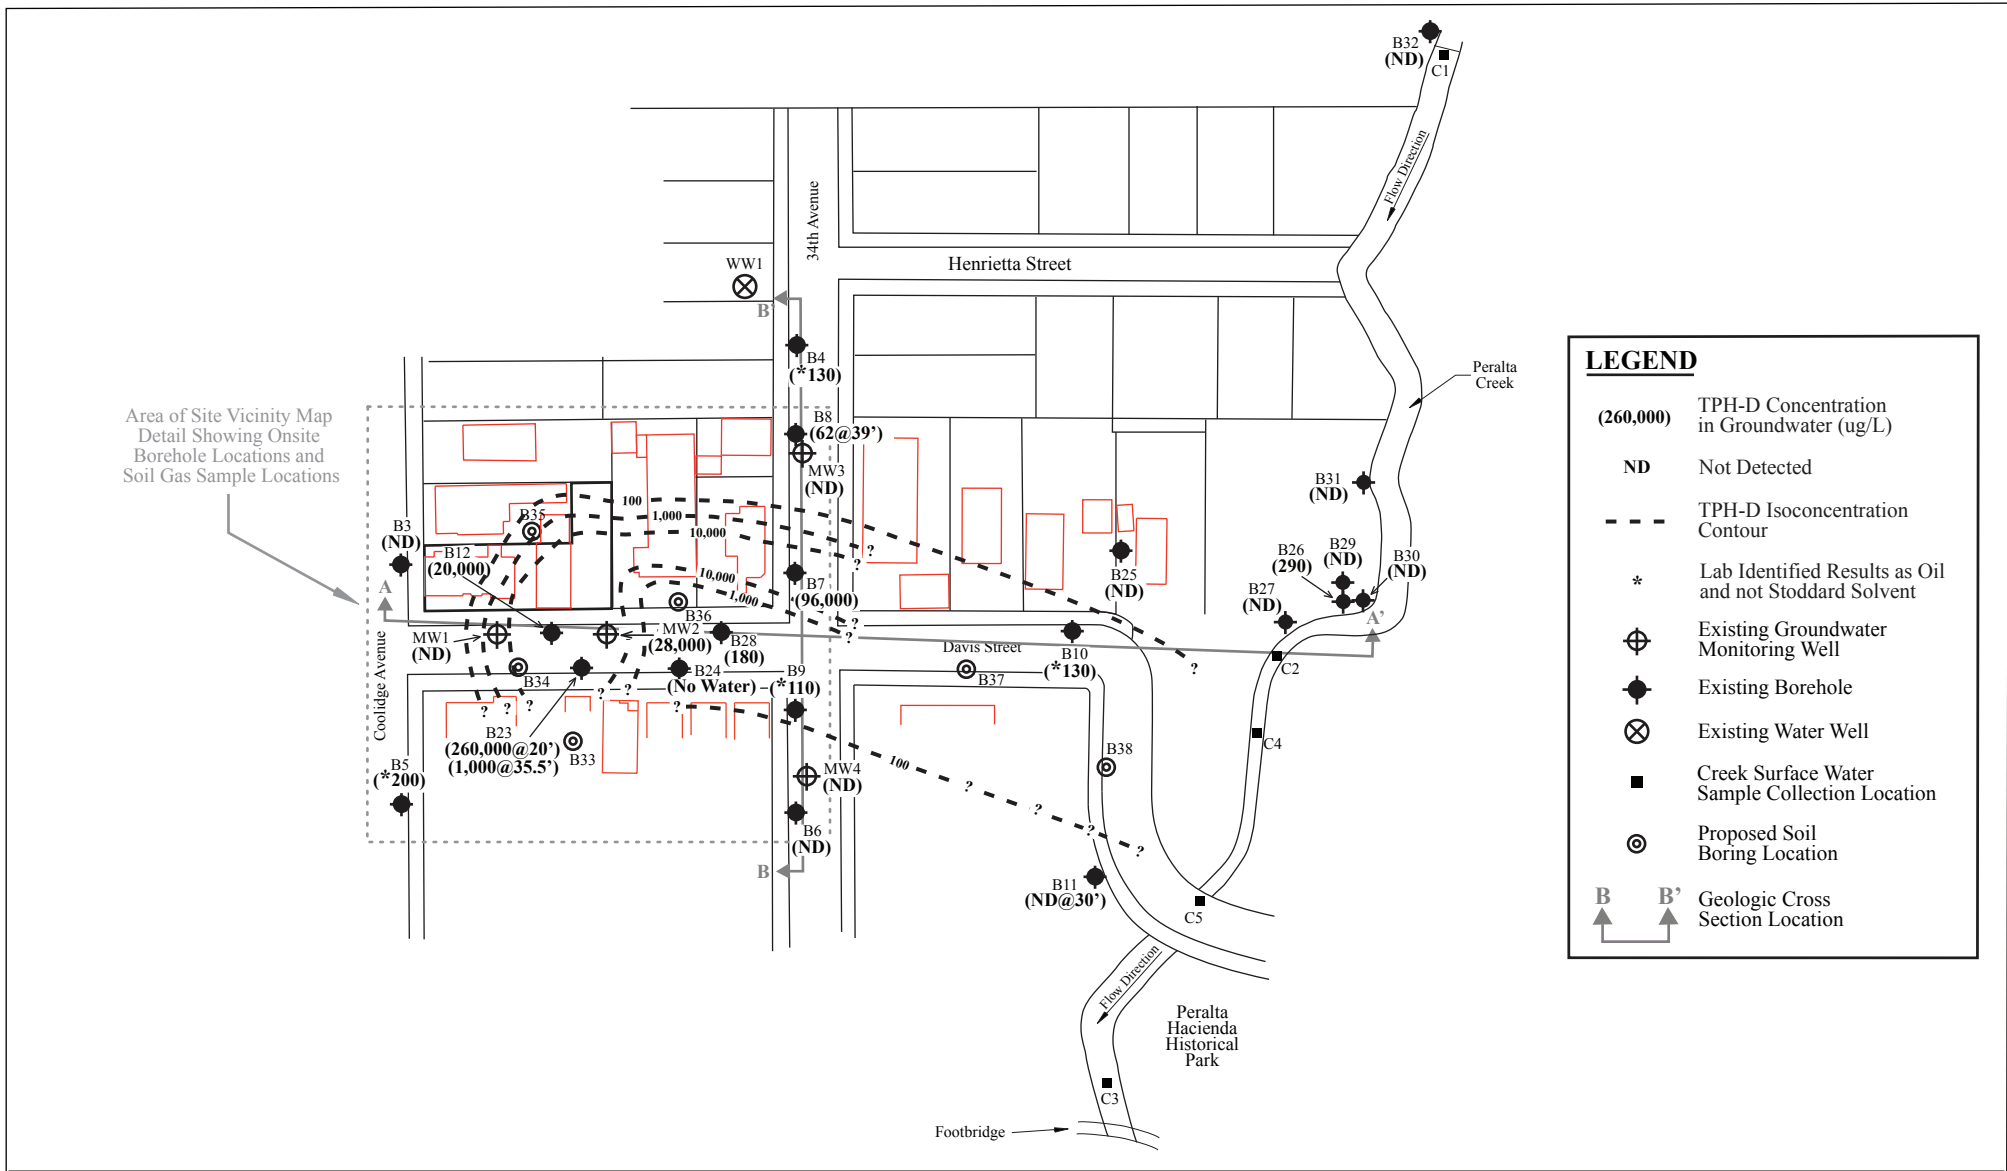 B32
(ND)
C1
Flow Direction
34th Avenue
Henrietta Street
WW1
B'
B4
(*130)
Peralta
Creek
Area of Site Vicinity Map
Detail Showing Onsite
Borehole Locations and
Soil Gas Sample Locations
B8
(62@39’)
MW3
(ND)
B31
(ND)
100
1,000
10,000
B35
B3
(ND)
B12
(20,000)
?
?
10,000
1,000
B7
(96,000)
B25
(ND)
B26
(290)
B29
(ND)
B30
(ND)
B27
(ND)
A
A’
B36
MW1
(ND)
MW2
(28,000)
B28
(180)
?
?
Davis Street
B10
(*130)
?
C2
B34
B24
(No Water)
B9
(*110)
B37
Coolidge Avenue
?
?
?
?
?
?
B23
(260,000@20’)
(1,000@35.5’)
B33
C4
B38
B5
(*200)
MW4
(ND)
100
?
?
?
?
B6
(ND)
B
B11
(ND@30’)
C5
Flow Direction
Peralta
Hacienda
Historical
Park
C3
Footbridge
LEGEND
(260,000)
TPH-D Concentration
in Groundwater (ug/L)
ND
Not Detected
TPH-D Isoconcentration
Contour
*
Lab Identified Results as Oil
and not Stoddard Solvent
Existing Groundwater
Monitoring Well
Existing Borehole
Existing Water Well
Creek Surface Water
Sample Collection Location
Proposed Soil
Boring Location
B B’
Geologic Cross
Section Location